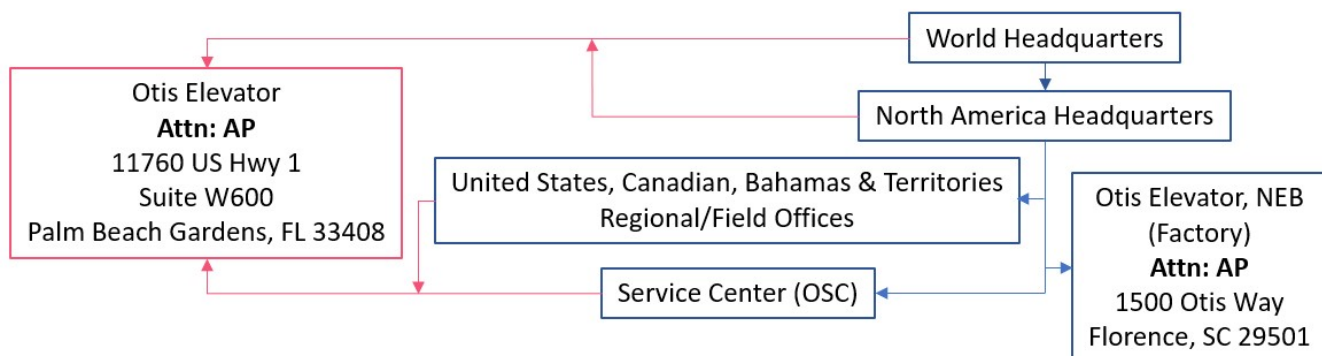 World Headquarters
North America Headquarters
Otis Elevator
Attn: AP
11760 US Hwy 1
Suite W600
Palm Beach Gardens, FL 33408
United States, Canadian, Bahamas & Territories
Regional/Field Offices
Service Center (OSC)
Otis Elevator, NEB
(Factory)
Attn: AP
1500 Otis Way
Florence, SC 29501